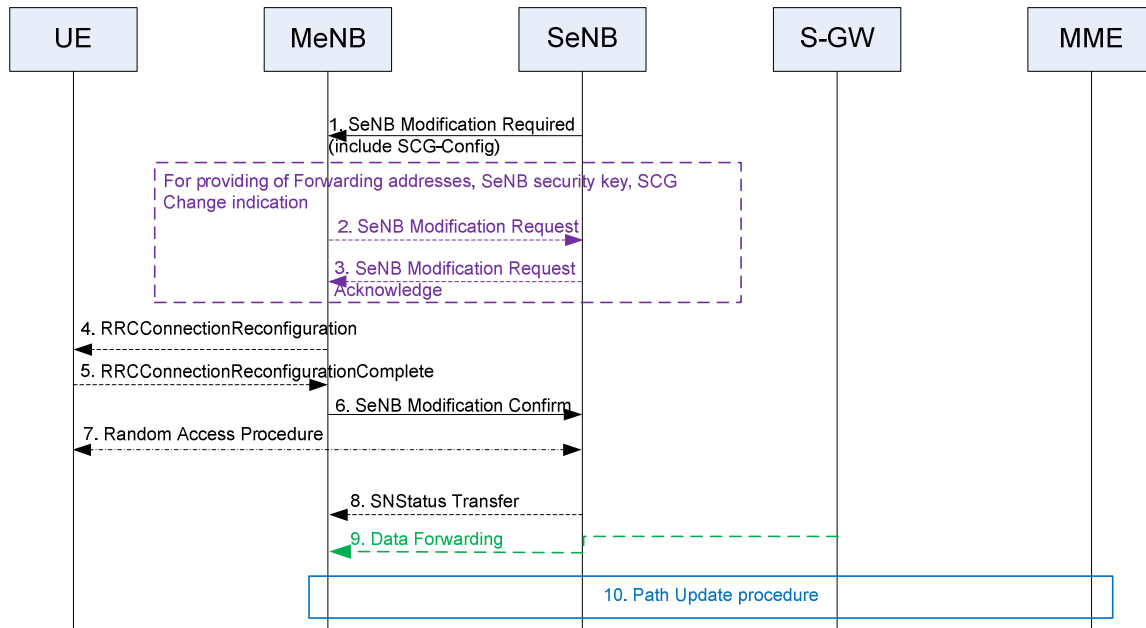 UE
MeNB
SeNB
S-GW
MME
1. SeNB Modification Required
(include SCG-Config)
For providing of Forwarding addresses, SeNB security key, SCG
Change indication
2. SeNB Modification Request
3. SeNB Modification Request
Acknowledge
4. RRCConnectionReconfiguration
5. RRCConnectionReconfigurationComplete
6. SeNB Modification Confirm
7. Random Access Procedure
8. SNStatus Transfer
9. Data Forwarding
10. Path Update procedure